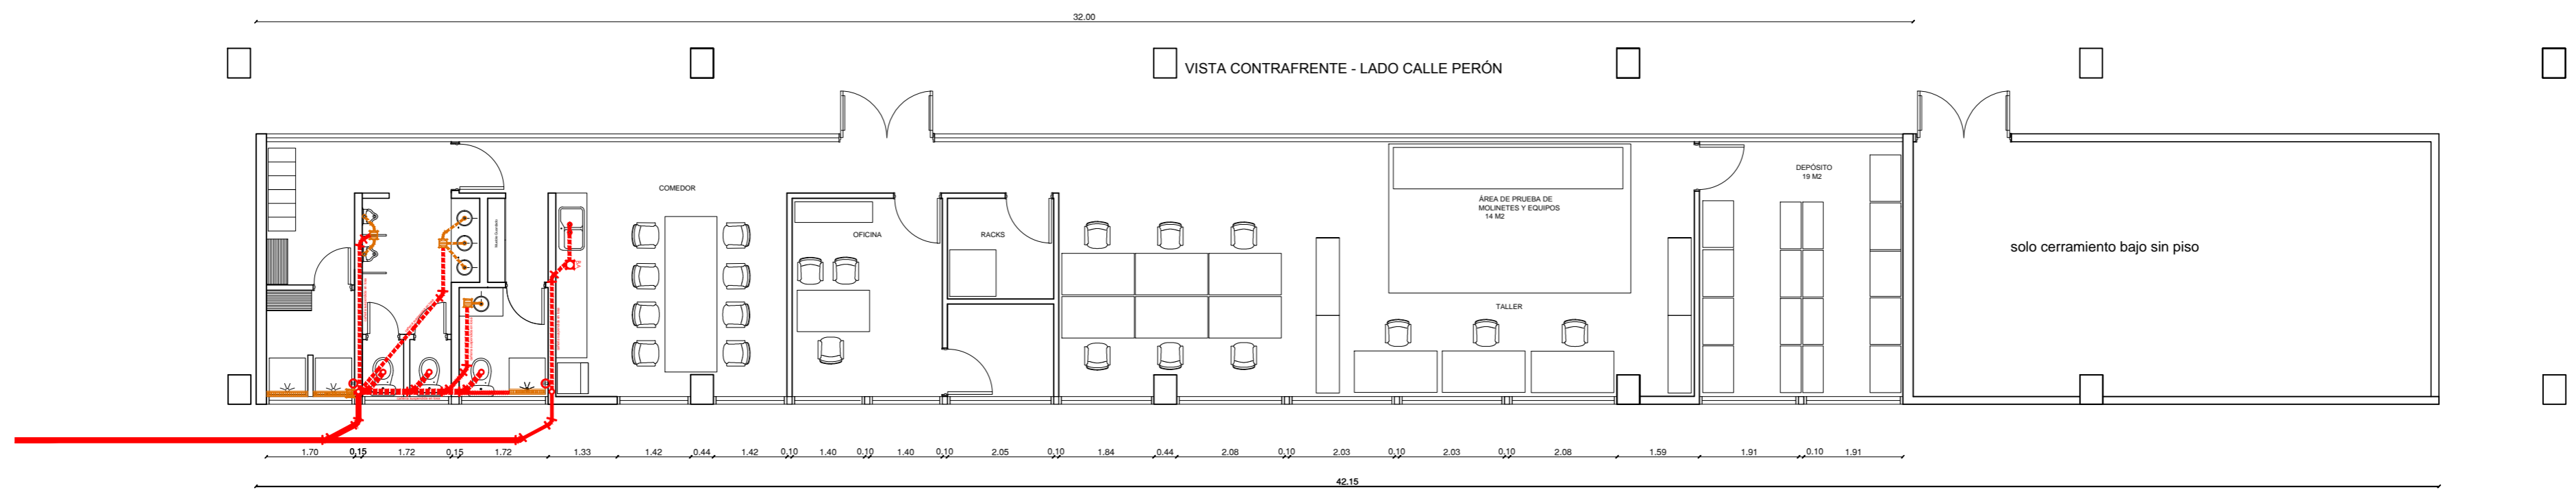 32.00
VISTA CONTRAFRENTE - LADO CALLE PERÓN
DEPÓSITO
19 M2
COMEDOR
ÁREA DE PRUEBA DE
MOLINETES Y EQUIPOS
14 M2
OFICINA
RACKS
solo cerramiento bajo sin piso
TALLER
1.70 0.15 1.72 0.15 1.72 1.33 1.42 0.44 1.42 0.10 1.40 0.10 1.40 0.10 2.05 0.10 1.84 0.44 2.08 0.10 2.03 0.10 2.03 0.10 2.08 1.59 1.91 0.10 1.91
42.15